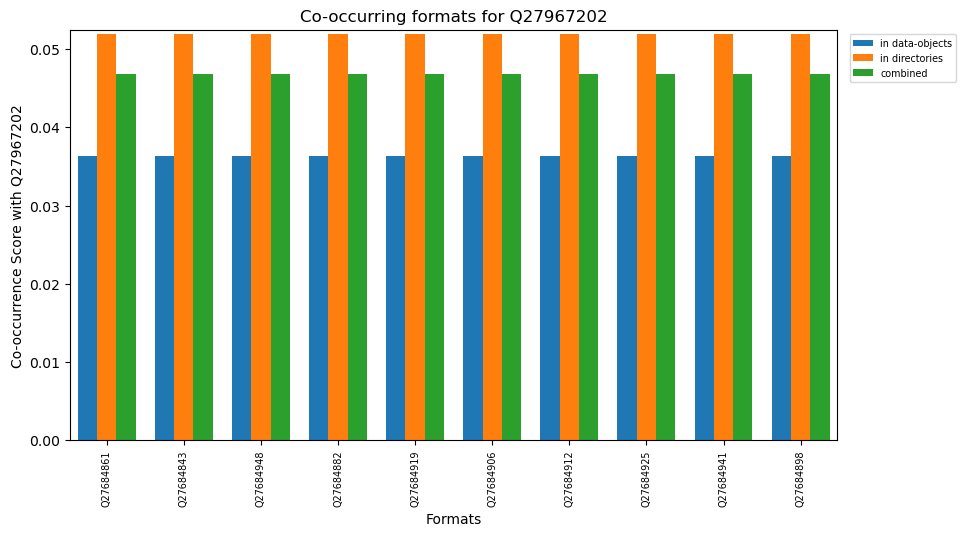 Co-occurring formats for Q27967202
in data-objects
in directories
combined
Co-occurrence Score with Q27967202
0.05
0.04
0.03
0.02
0.01
0.00
Q27684861
Q27684843
Q27684948
Q27684882
Q27684919
Q27684906
Q27684912
Q27684925
Q27684941
Q27684898
Formats